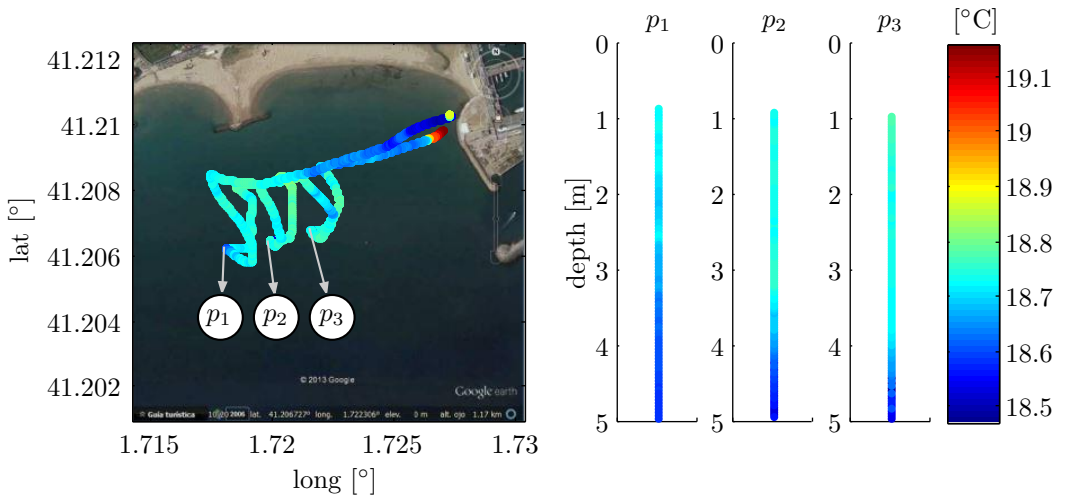 41.212
41.21
41.208
41.206
41.204
41.202
lat [°]
1.715
1.72
1.725
1.73
long [°]
N
p1
p2
p3
© 2013 Google
Google earth
Guía turística
2006 lat. 41.206727° long. 1.722306° elev. 0 m alt. ojo 1.17 km
p1
p2
p3
[°C]
depth [m]
0
1
2
3
4
5
0
1
2
3
4
5
0
1
2
3
4
5
19.1
19
18.9
18.8
18.7
18.6
18.5